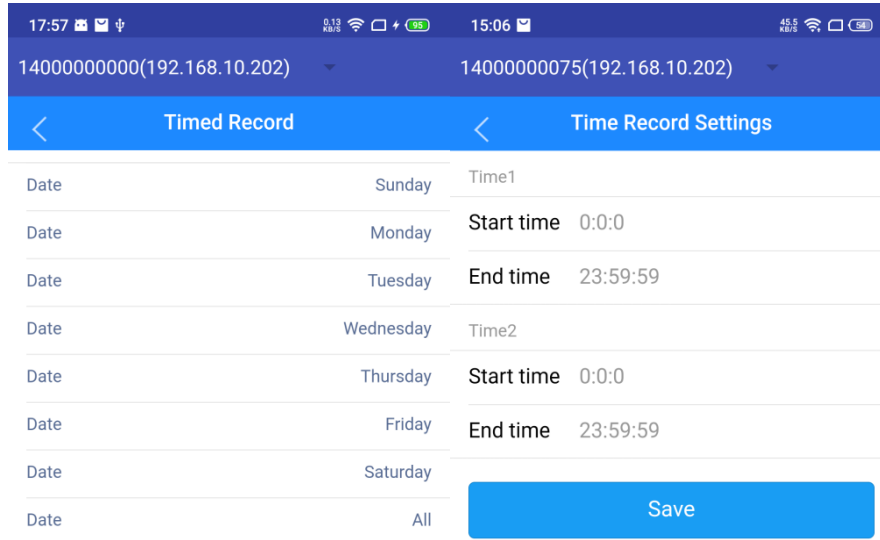 17:57
0.13 KB/S
95
14000000000(192.168.10.202)
Timed Record
Date Sunday
Date Monday
Date Tuesday
Date Wednesday
Date Thursday
Date Friday
Date Saturday
Date All
15:06
45.5 KB/S
54
14000000075(192.168.10.202)
Time Record Settings
Time1
Start time 0:0:0
End time 23:59:59
Time2
Start time 0:0:0
End time 23:59:59
Save